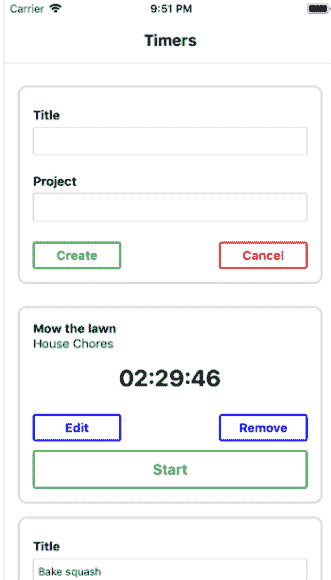 Carrier 9:51 PM
Timers
Title
Project
Create Cancel
Mow the lawn
House Chores
02:29:46
Edit Remove
Start
Title
Bake squash